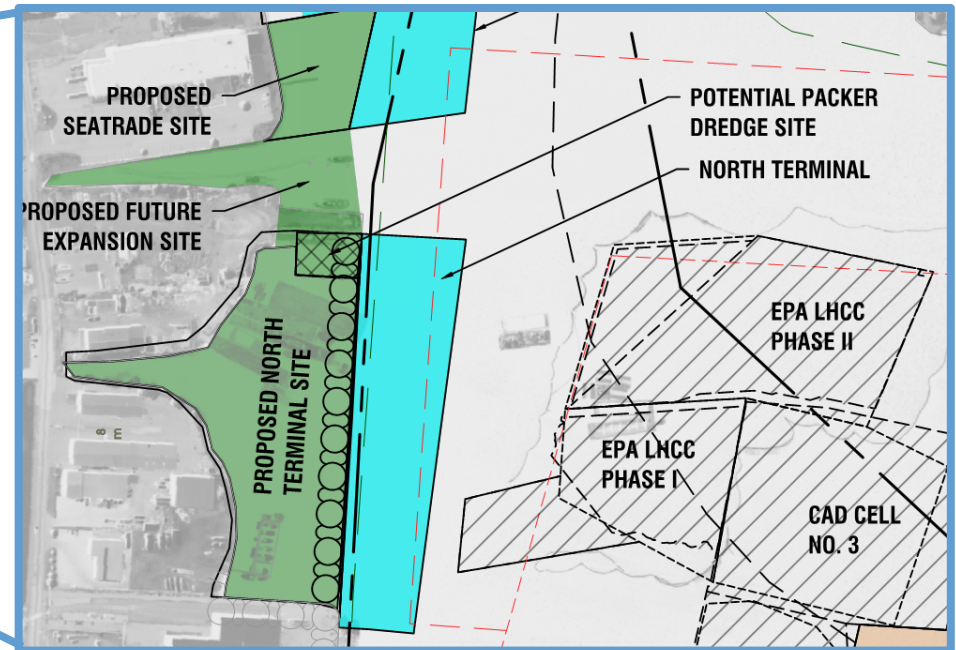 PROPOSED
SEATRADE SITE
POTENTIAL PACKER
DREDGE SITE
NORTH TERMINAL
PROPOSED FUTURE
EXPANSION SITE
EPA LHCC
PHASE II
PROPOSED NORTH
TERMINAL SITE
8
m
EPA LHCC
PHASE I
CAD CELL
NO. 3